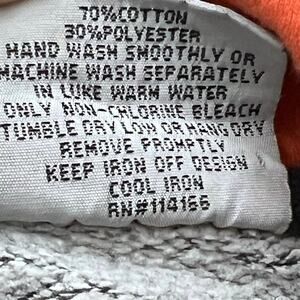 70%COTTON
30%POLYESTER
HAND WASH SMOOTHLY OR
MACHINE WASH SEPARATELY
IN LUKE WARM WATER
ONLY NON-CHLORINE BLEACH
TUMBLE DRY LOW OR HANG DRY
REMOVE PROMPTLY
KEEP IRON OFF DESIGN
COOL IRON
RN#114166